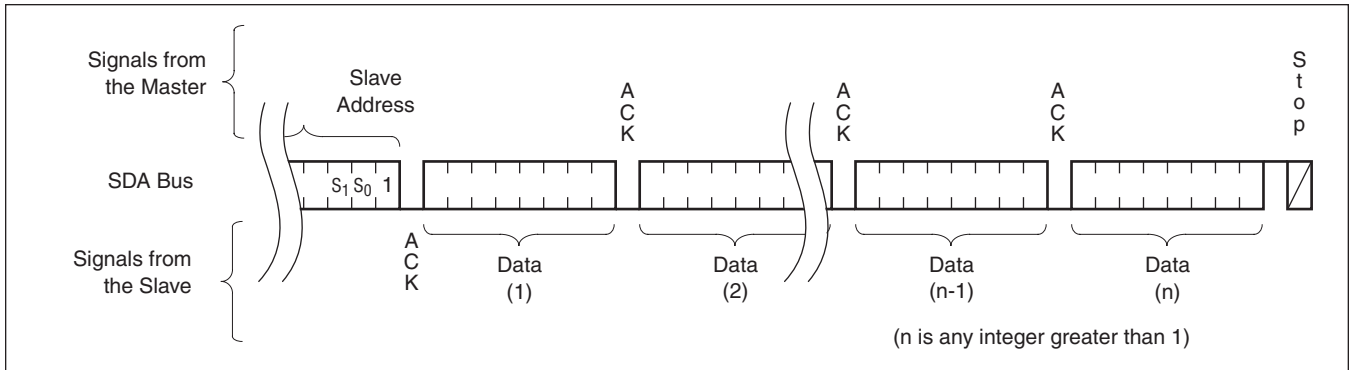 Signals from
the Master
Slave
Address
A
C
K
A
C
K
A
C
K
S
t
o
p
SDA Bus
S₁ S₀ 1
Signals from
the Slave
A
C
K
Data
(1)
Data
(2)
Data
(n-1)
Data
(n)
(n is any integer greater than 1)